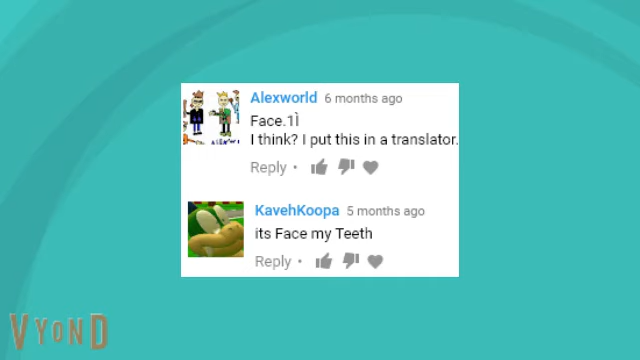 Alexworld 6 months ago
Face.1Ì
I think? I put this in a translator.
Reply •
KavehKoopa 5 months ago
its Face my Teeth
Reply •
VYOND